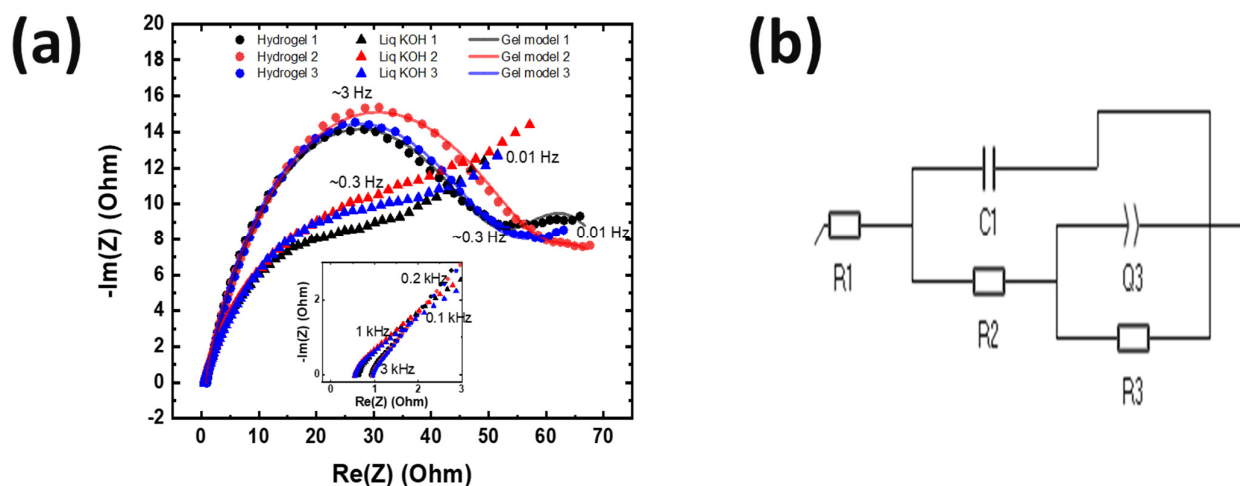 (a)
(b)
20
18
16
14
12
10
8
6
4
2
0
-2
-Im(Z) (Ohm)
Hydrogel 1 Liq KOH 1 Gel model 1
Hydrogel 2 Liq KOH 2 Gel model 2
Hydrogel 3 Liq KOH 3 Gel model 3
~3 Hz
0.01 Hz
~0.3 Hz
~0.3 Hz
0.01 Hz
-Im(Z) (Ohm)
2
0
0.2 kHz
1 kHz
0.1 kHz
3 kHz
0 1 2 3
Re(Z) (Ohm)
0 10 20 30 40 50 60 70
Re(Z) (Ohm)
C1
R1
Q3
R2
R3